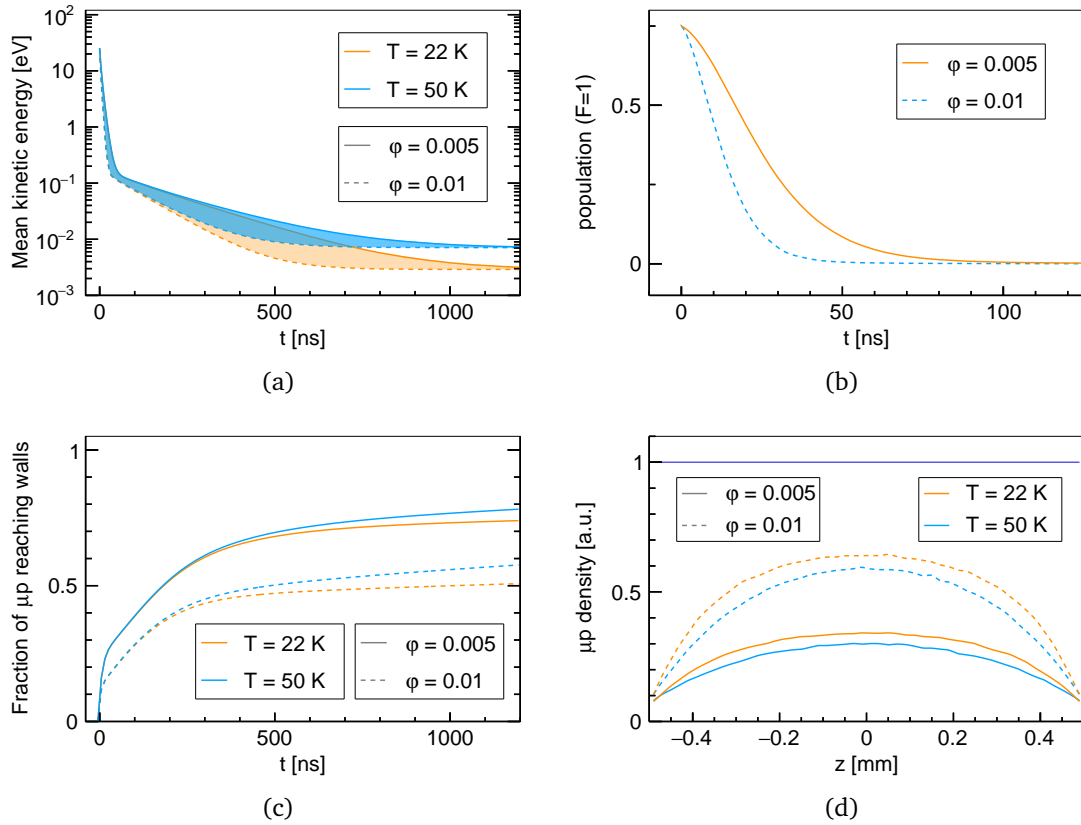 10²
10
1
10⁻¹
10⁻²
10⁻³
Mean kinetic energy [eV]
T = 22 K
T = 50 K
φ = 0.005
φ = 0.01
0 500 1000
t [ns]
(a)
0.5
0
population (F=1)
φ = 0.005
φ = 0.01
0 50 100
t [ns]
(b)
1
0.5
0
Fraction of μp reaching walls
T = 22 K
T = 50 K
φ = 0.005
φ = 0.01
0 500 1000
t [ns]
(c)
1
0.5
0
μp density [a.u.]
φ = 0.005
φ = 0.01
T = 22 K
T = 50 K
−0.4 −0.2 0 0.2 0.4
z [mm]
(d)